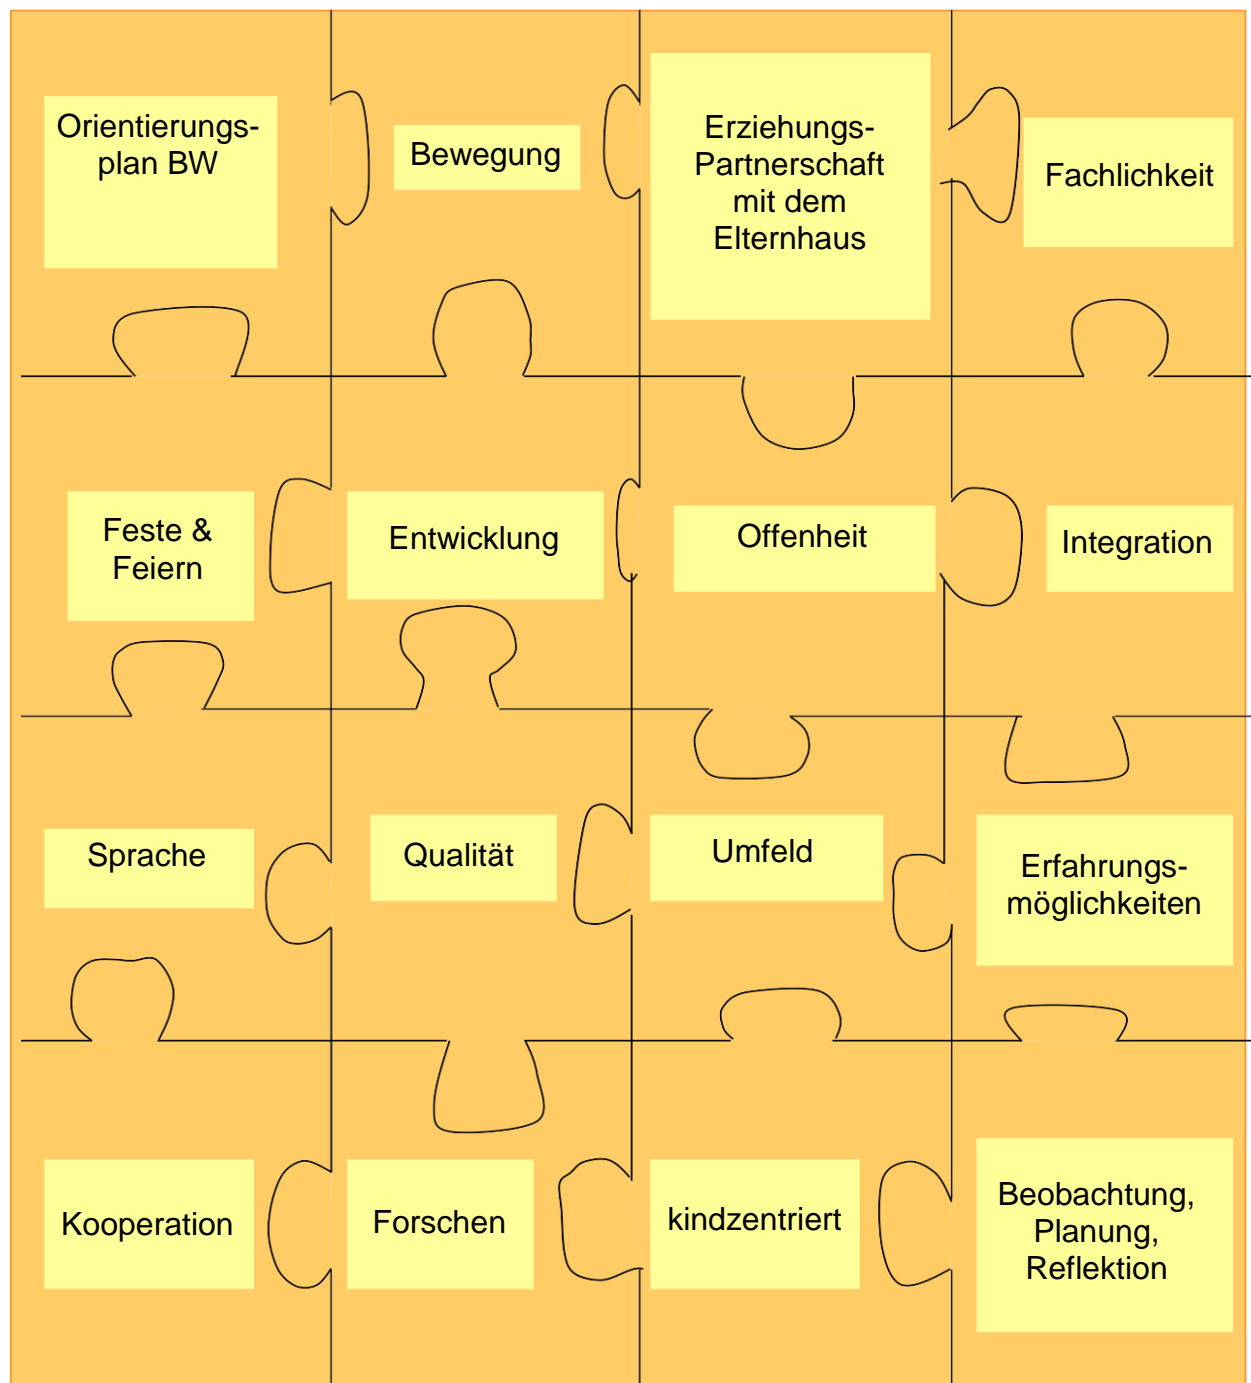 Orientierungs-
plan BW
Bewegung
Erziehungs-
Partnerschaft
mit dem
Elternhaus
Fachlichkeit
Feste &
Feiern
Entwicklung
Offenheit
Integration
Sprache
Qualität
Umfeld
Erfahrungs-
möglichkeiten
Kooperation
Forschen
kindzentriert
Beobachtung,
Planung,
Reflektion